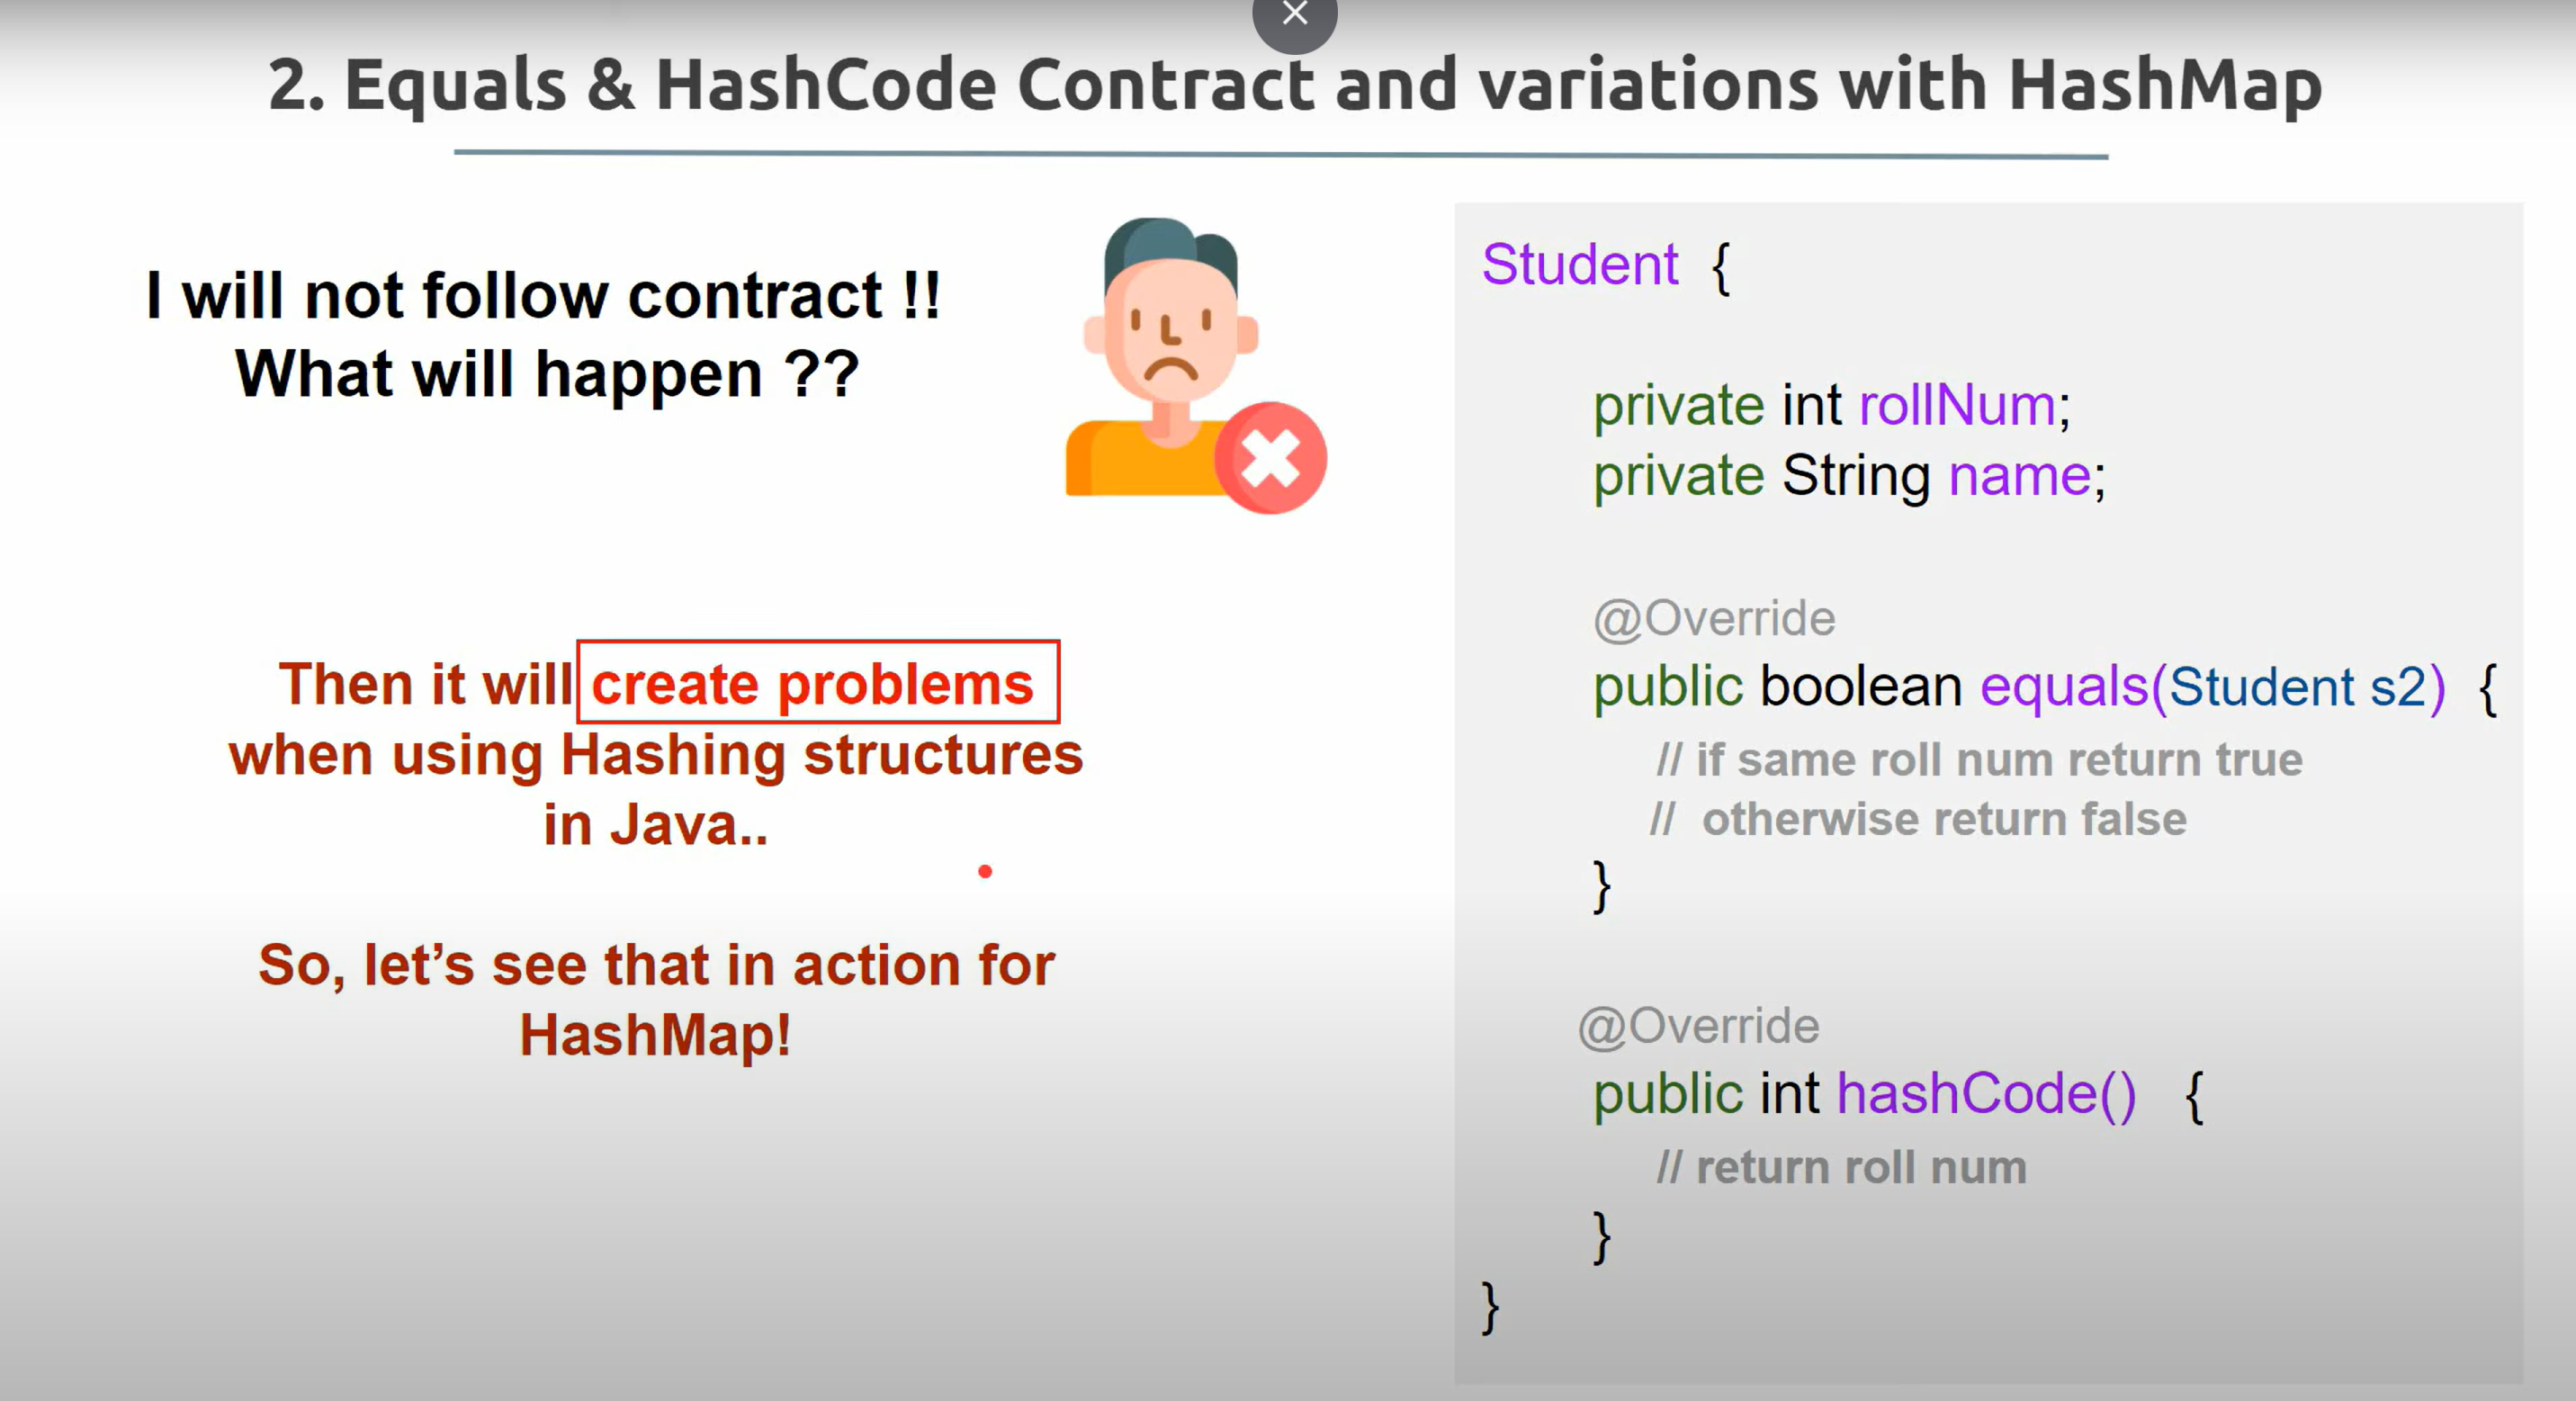 2. Equals & HashCode Contract and variations with HashMap
I will not follow contract !!
What will happen ??
Then it will create problems
when using Hashing structures
in Java..
So, let’s see that in action for
HashMap!
Student {
private int rollNum;
private String name;
@Override
public boolean equals(Student s2) {
// if same roll num return true
// otherwise return false
}
@Override
public int hashCode() {
// return roll num
}
}